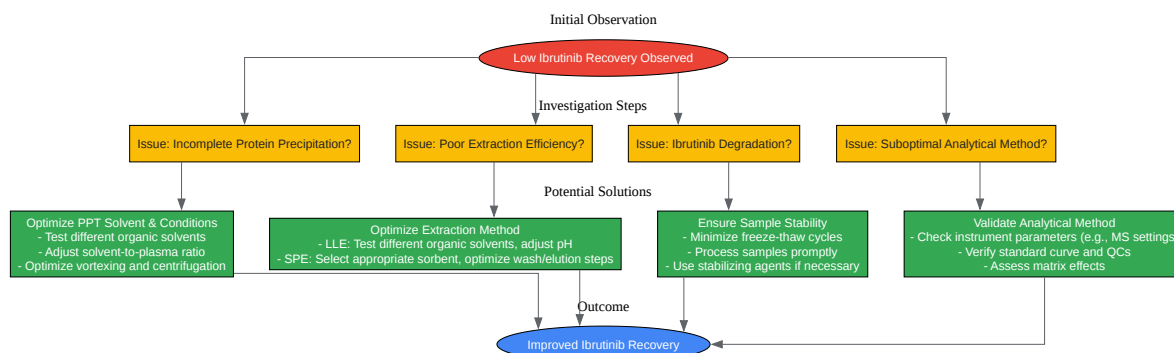 Initial Observation
Low Ibrutinib Recovery Observed
Investigation Steps
Issue: Incomplete Protein Precipitation?
Issue: Poor Extraction Efficiency?
Issue: Ibrutinib Degradation?
Issue: Suboptimal Analytical Method?
Potential Solutions
Optimize PPT Solvent & Conditions
- Test different organic solvents
- Adjust solvent-to-plasma ratio
- Optimize vortexing and centrifugation
Optimize Extraction Method
- LLE: Test different organic solvents, adjust pH
- SPE: Select appropriate sorbent, optimize wash/elution steps
Ensure Sample Stability
- Minimize freeze-thaw cycles
- Process samples promptly
- Use stabilizing agents if necessary
Validate Analytical Method
- Check instrument parameters (e.g., MS settings)
- Verify standard curve and QCs
- Assess matrix effects
Outcome
Improved Ibrutinib Recovery